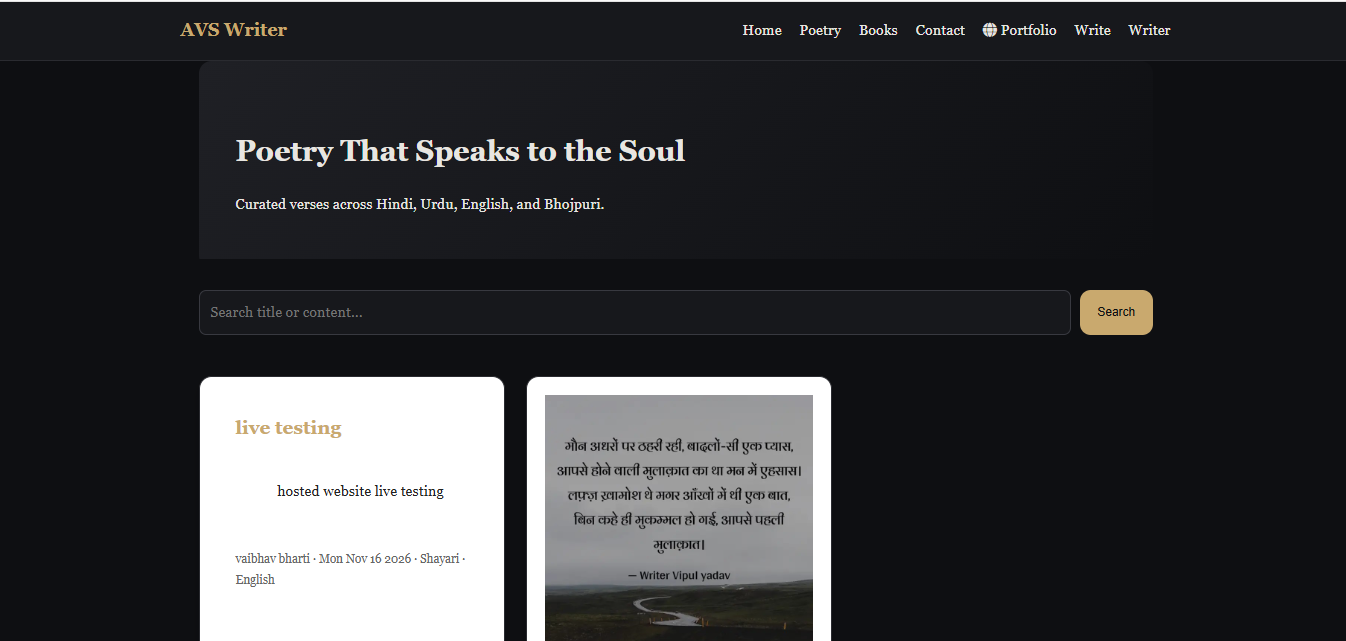 AVS Writer
Home Poetry Books Contact Portfolio Write Writer
Poetry That Speaks to the Soul
Curated verses across Hindi, Urdu, English, and Bhojpuri.
Search title or content...
Search
live testing
hosted website live testing
vaibhav bharti · Mon Nov 16 2026 · Shayari ·
English
मौन अधरों पर ठहरी रही, बादलों-सी एक प्यास,
आपसे होने वाली मुलाक़ात का था मन में एहसास।
लफ़्ज़ ख़ामोश थे मगर आँखों में थी एक बात,
बिन कहे ही मुकम्मल हो गई, आपसे पहली
मुलाक़ात।
— Writer Vipul yadav